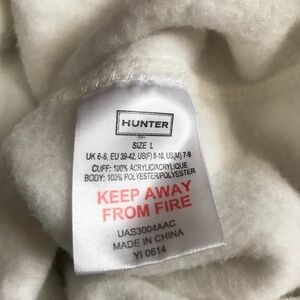 HUNTER
SIZE L
UK 6-8, EU 39-42, US(F) 8-10, US(M) 7-9
CUFF: 100% ACRYLIC/ACRYLIQUE
BODY: 100% POLYESTER/POLYESTER
KEEP AWAY
FROM FIRE
UAS3004AAC
MADE IN CHINA
YI 0614